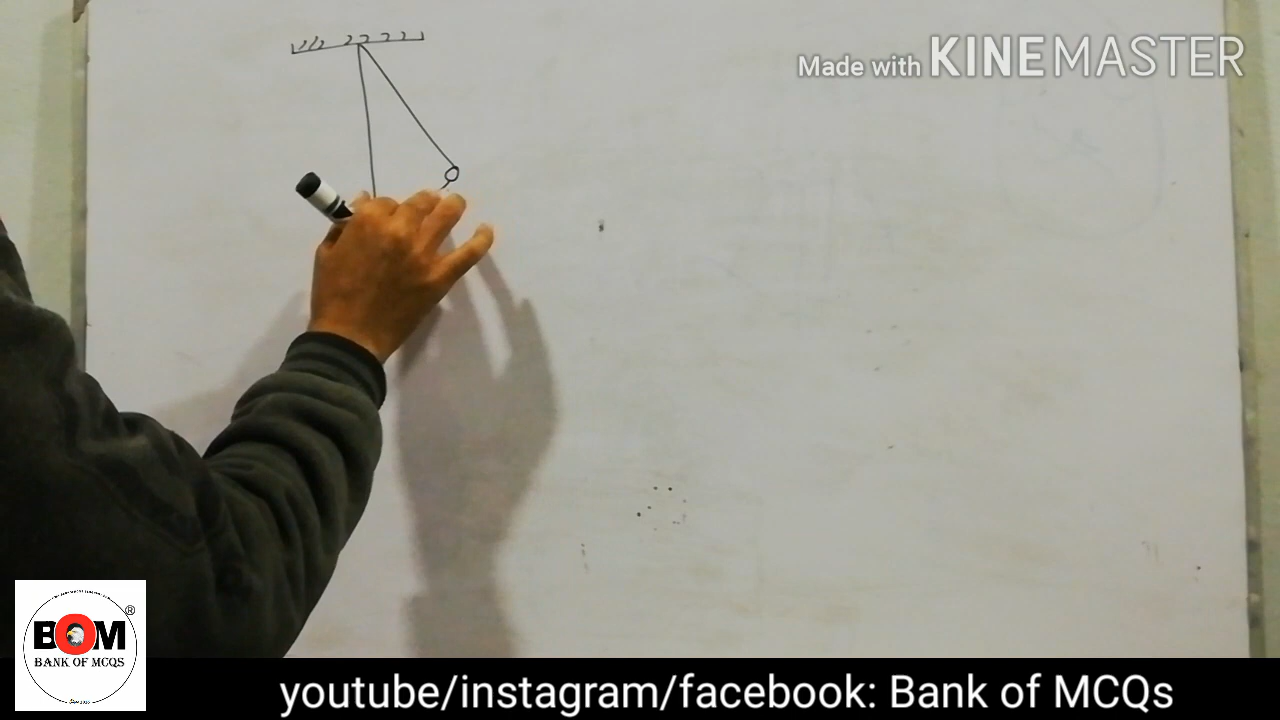 Made with KINEMASTER
BOM®
BANK OF MCQS
youtube/instagram/facebook: Bank of MCQs